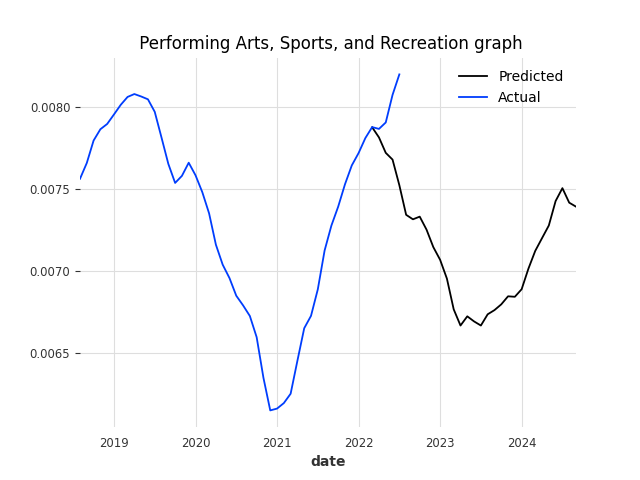 Performing Arts, Sports, and Recreation graph
Predicted
Actual
0.0080
0.0075
0.0070
0.0065
2019 2020 2021 2022 2023 2024
date